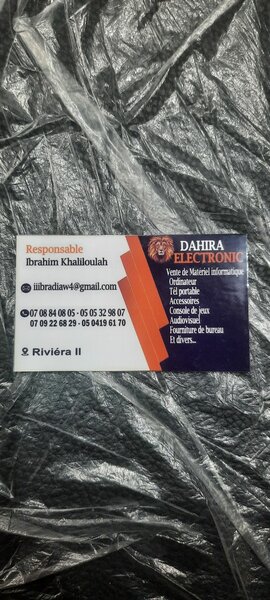 Responsable
Ibrahim Khaliloulah
iiibradiaw4@gmail.com
07 08 84 08 05 - 05 05 32 98 07
07 09 22 68 29 - 05 0419 61 70
Riviéra II
DAHIRA
ELECTRONIC
Vente de Matériel informatique
Ordinateur
Tél portable
Accessoires
Console de jeux
Audiovisuel
Fourniture de bureau
Et divers...